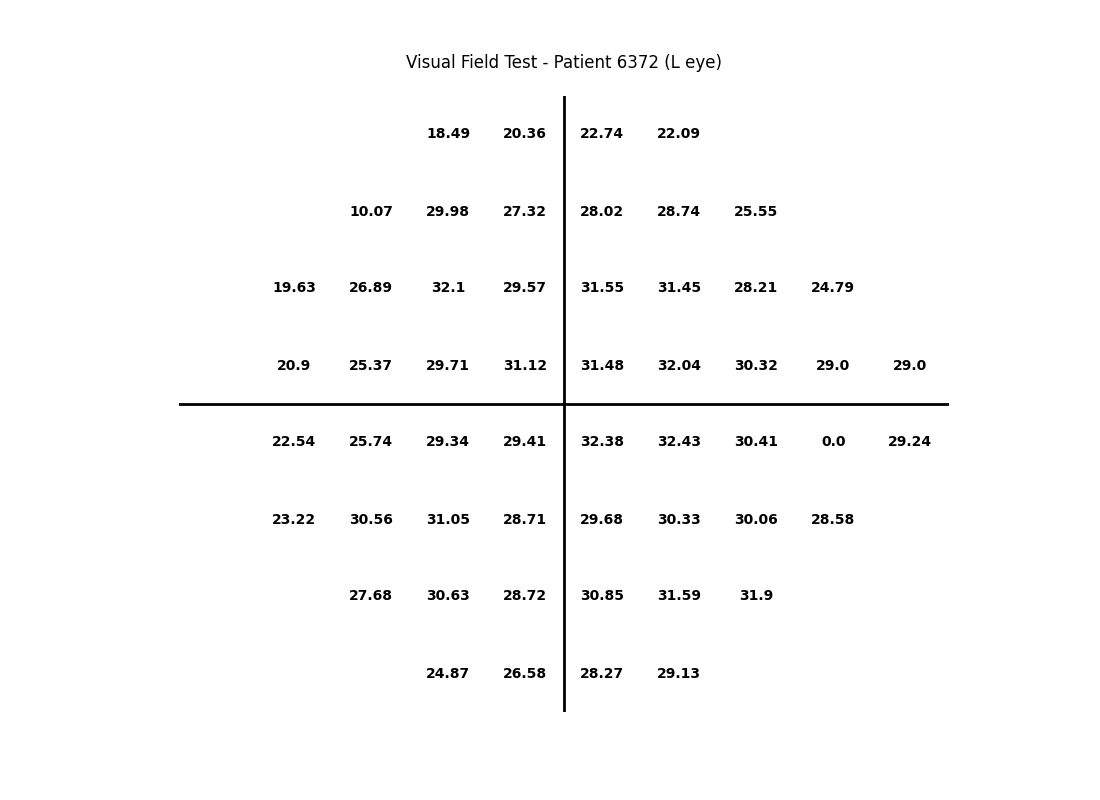 Visual Field Test - Patient 6372 (L eye)
18.49 20.36 22.74 22.09
10.07 29.98 27.32 28.02 28.74 25.55
19.63 26.89 32.1 29.57 31.55 31.45 28.21 24.79
20.9 25.37 29.71 31.12 31.48 32.04 30.32 29.0 29.0
22.54 25.74 29.34 29.41 32.38 32.43 30.41 0.0 29.24
23.22 30.56 31.05 28.71 29.68 30.33 30.06 28.58
27.68 30.63 28.72 30.85 31.59 31.9
24.87 26.58 28.27 29.13